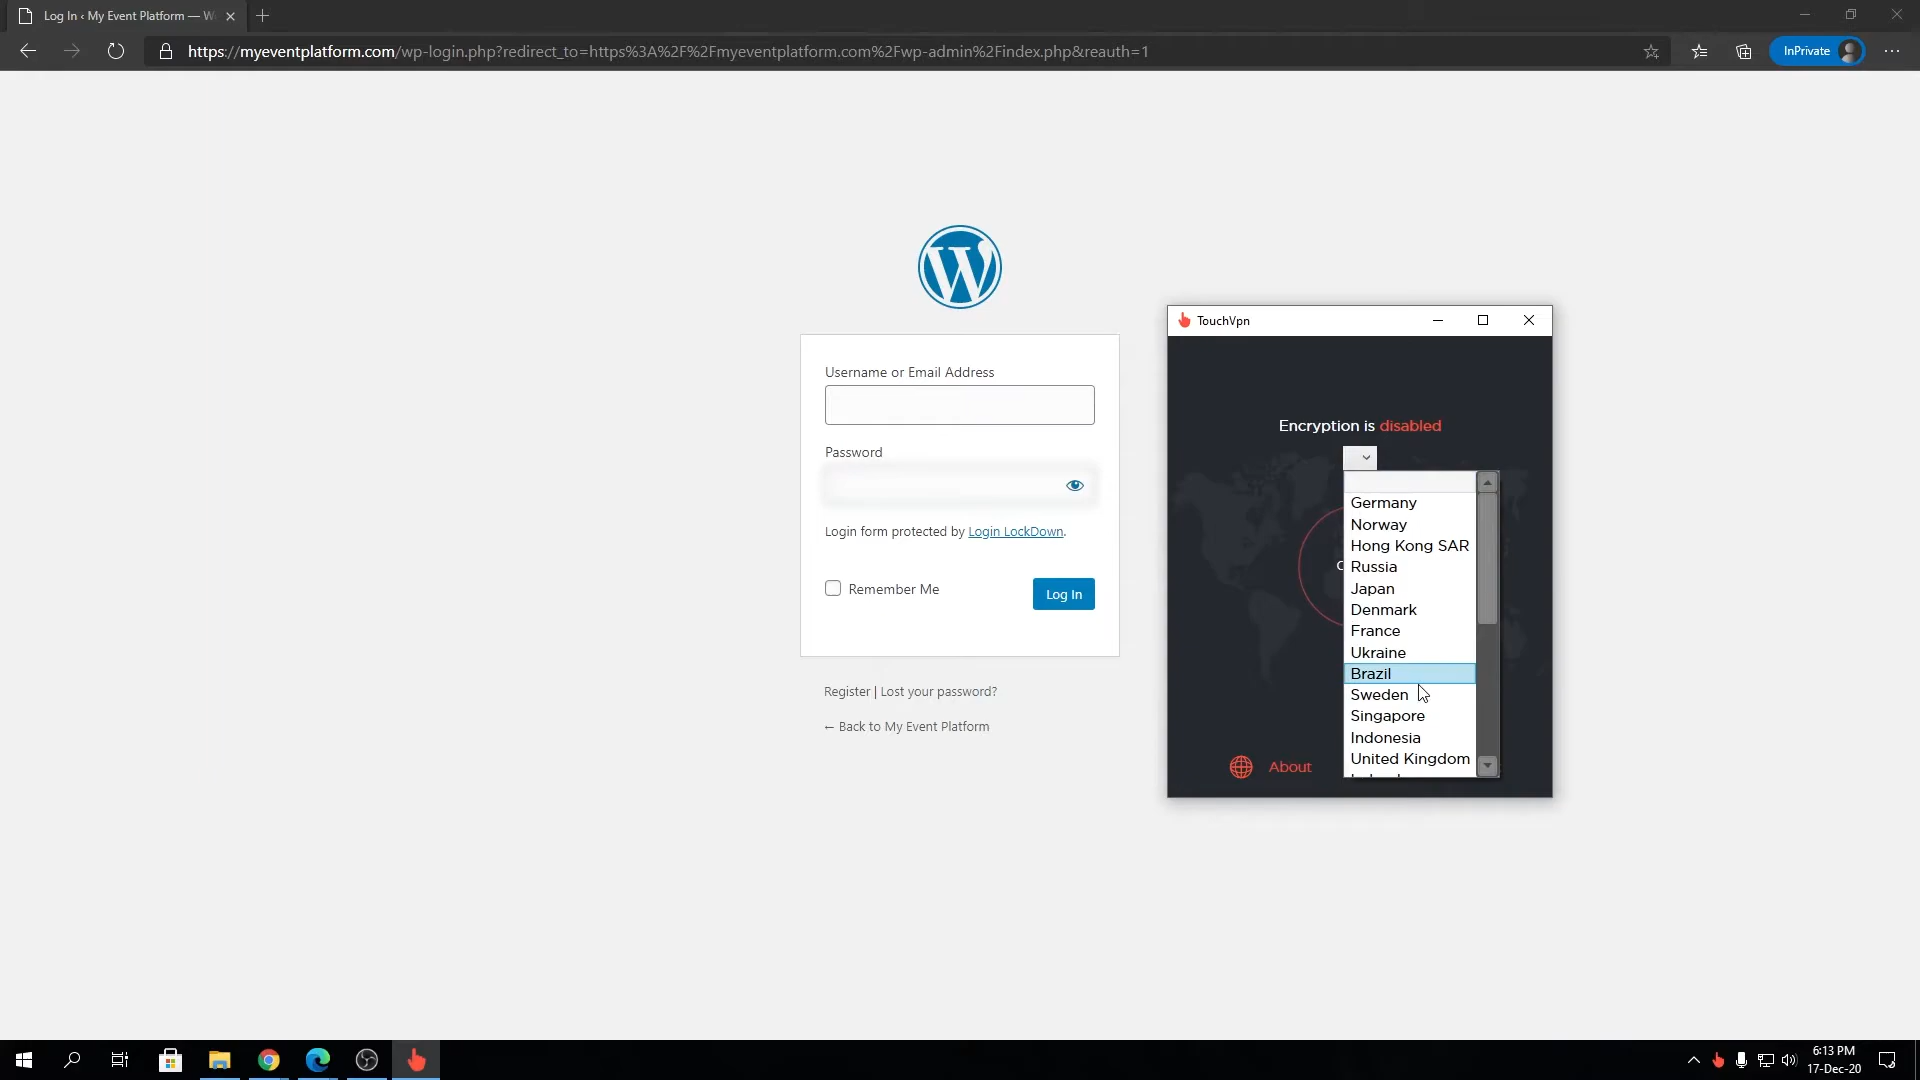 Log In ‹ My Event Platform — W
https://myeventplatform.com/wp-login.php?redirect_to=https%3A%2F%2Fmyeventplatform.com%2Fwp-admin%2Findex.php&reauth=1
InPrivate
Username or Email Address
Password
Login form protected by Login LockDown.
Remember Me
Log In
Register | Lost your password?
← Back to My Event Platform
TouchVpn
Encryption is disabled
Germany
Norway
Hong Kong SAR
Russia
Japan
Denmark
France
Ukraine
Brazil
Sweden
Singapore
Indonesia
United Kingdom
About
6:13 PM
17-Dec-20